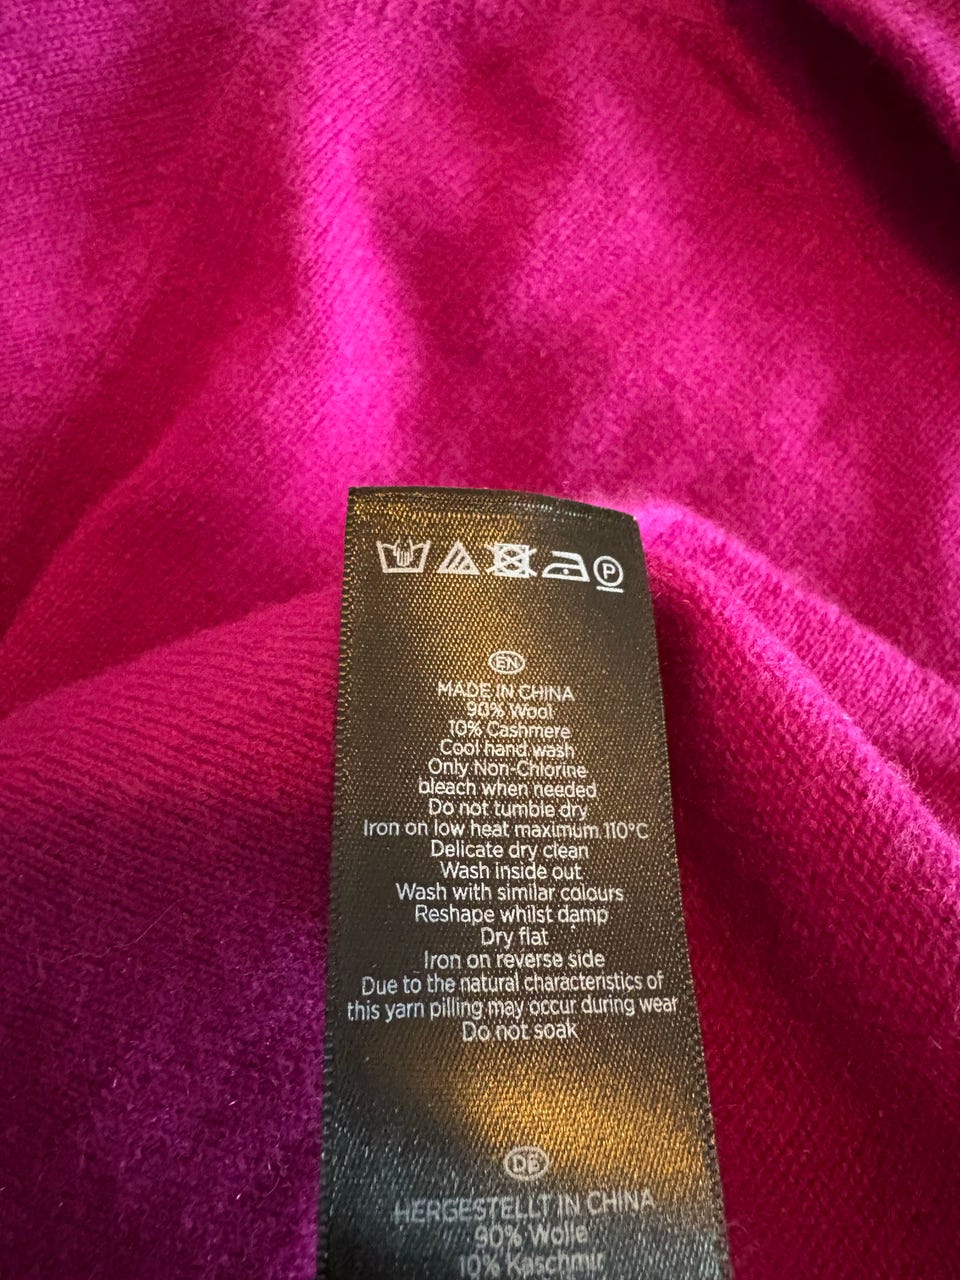 P
EN
MADE IN CHINA
90% Wool
10% Cashmere
Cool hand wash
Only Non-Chlorine
bleach when needed
Do not tumble dry
Iron on low heat maximum 110°C
Delicate dry clean
Wash inside out
Wash with similar colours
Reshape whilst damp
Dry flat
Iron on reverse side
Due to the natural characteristics of
this yarn pilling may occur during wear
Do not soak
DE
HERGESTELLT IN CHINA
90% Wolle
10% Kaschmir